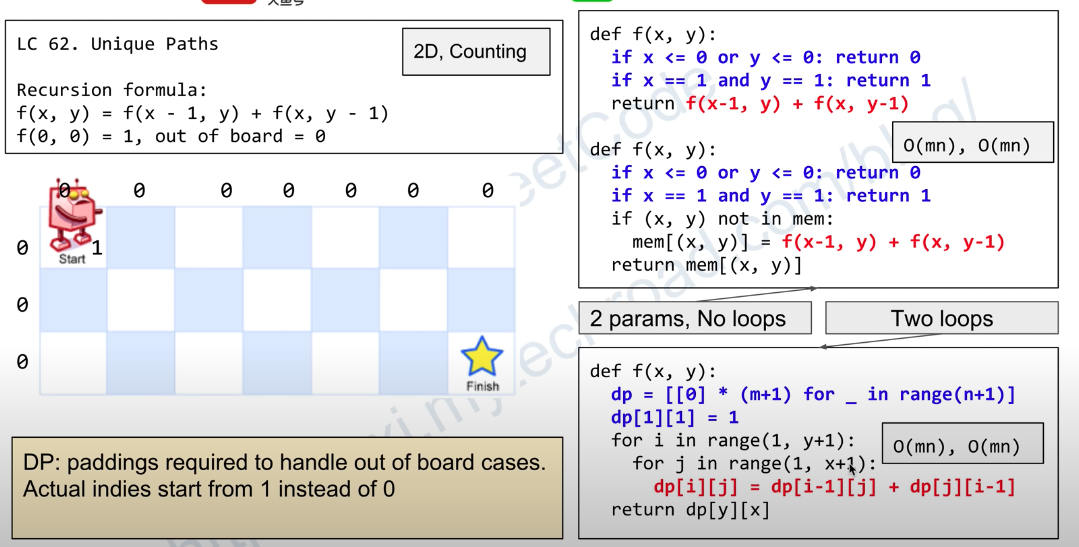 LC 62. Unique Paths
2D, Counting
Recursion formula:
f(x, y) = f(x - 1, y) + f(x, y - 1)
f(0, 0) = 1, out of board = 0
0 0 0 0 0 0 0
0 1
Start
0
0
Finish
DP: paddings required to handle out of board cases.
Actual indies start from 1 instead of 0
def f(x, y):
if x <= 0 or y <= 0: return 0
if x == 1 and y == 1: return 1
return f(x-1, y) + f(x, y-1)
O(mn), O(mn)
def f(x, y):
if x <= 0 or y <= 0: return 0
if x == 1 and y == 1: return 1
if (x, y) not in mem:
mem[(x, y)] = f(x-1, y) + f(x, y-1)
return mem[(x, y)]
2 params, No loops
Two loops
def f(x, y):
dp = [[0] * (m+1) for _ in range(n+1)]
dp[1][1] = 1
for i in range(1, y+1):
O(mn), O(mn)
for j in range(1, x+1):
dp[i][j] = dp[i-1][j] + dp[j][i-1]
return dp[y][x]